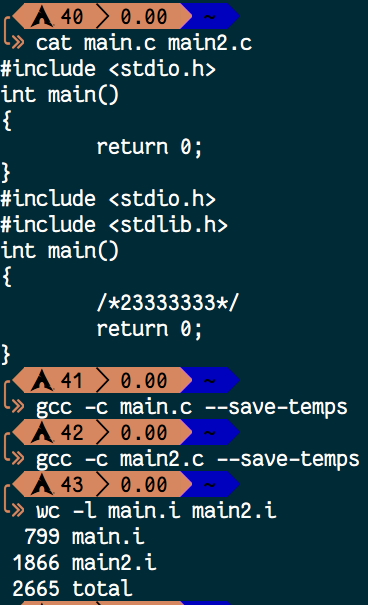 40 0.00 ~
cat main.c main2.c
#include <stdio.h>
int main()
{
        return 0;
}
#include <stdio.h>
#include <stdlib.h>
int main()
{
        /*23333333*/
        return 0;
}
41 0.00 ~
gcc -c main.c --save-temps
42 0.00 ~
gcc -c main2.c --save-temps
43 0.00 ~
wc -l main.i main2.i
  799 main.i
 1866 main2.i
 2665 total